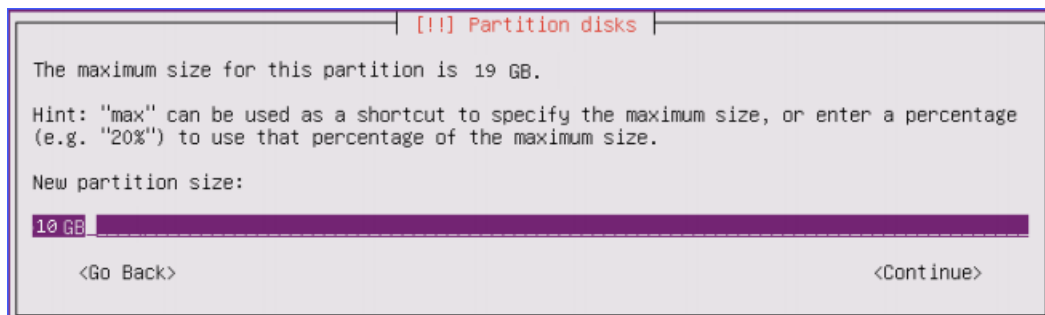 [!!] Partition disks
The maximum size for this partition is 19 GB.
Hint: "max" can be used as a shortcut to specify the maximum size, or enter a percentage
(e.g. "20%") to use that percentage of the maximum size.
New partition size:
10 GB
<Go Back> <Continue>